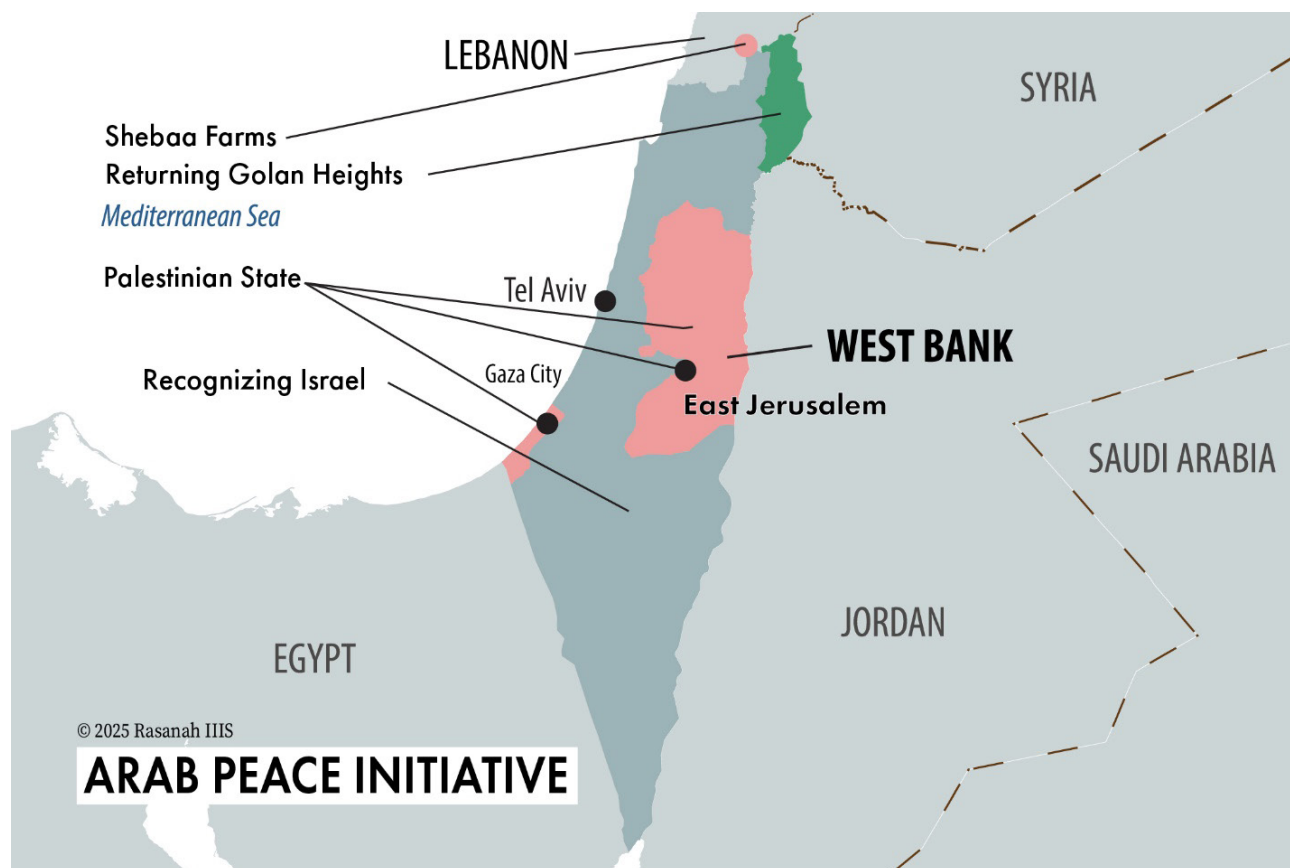 LEBANON
SYRIA
Shebaa Farms
Returning Golan Heights
Mediterranean Sea
Palestinian State
Tel Aviv
WEST BANK
Recognizing Israel
Gaza City
East Jerusalem
SAUDI ARABIA
JORDAN
EGYPT
© 2025 Rasanah IIIS
ARAB PEACE INITIATIVE